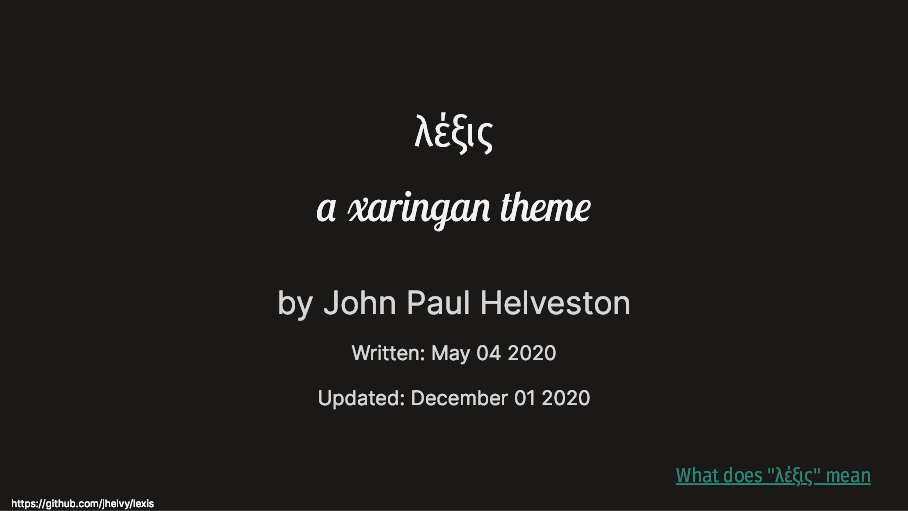 λέξις
a xaringan theme
by John Paul Helveston
Written: May 04 2020
Updated: December 01 2020
What does "λέξις" mean
https://github.com/jhelvy/lexis